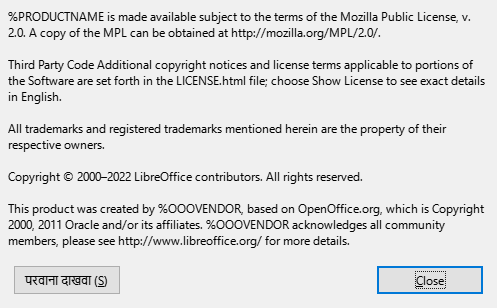 %PRODUCTNAME is made available subject to the terms of the Mozilla Public License, v.
2.0. A copy of the MPL can be obtained at http://mozilla.org/MPL/2.0/.
Third Party Code Additional copyright notices and license terms applicable to portions of
the Software are set forth in the LICENSE.html file; choose Show License to see exact details
in English.
All trademarks and registered trademarks mentioned herein are the property of their
respective owners.
Copyright © 2000–2022 LibreOffice contributors. All rights reserved.
This product was created by %OOOVENDOR, based on OpenOffice.org, which is Copyright
2000, 2011 Oracle and/or its affiliates. %OOOVENDOR acknowledges all community
members, please see http://www.libreoffice.org/ for more details.
परवाना दाखवा (S) Close